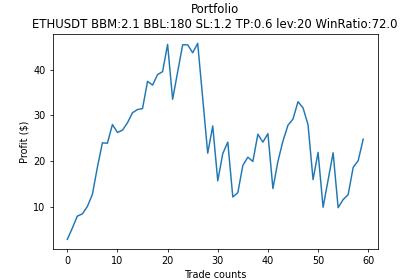 Portfolio
ETHUSDT BBM:2.1 BBL:180 SL:1.2 TP:0.6 lev:20 WinRatio:72.0
Profit ($)
40
30
20
10
0 10 20 30 40 50 60
Trade counts